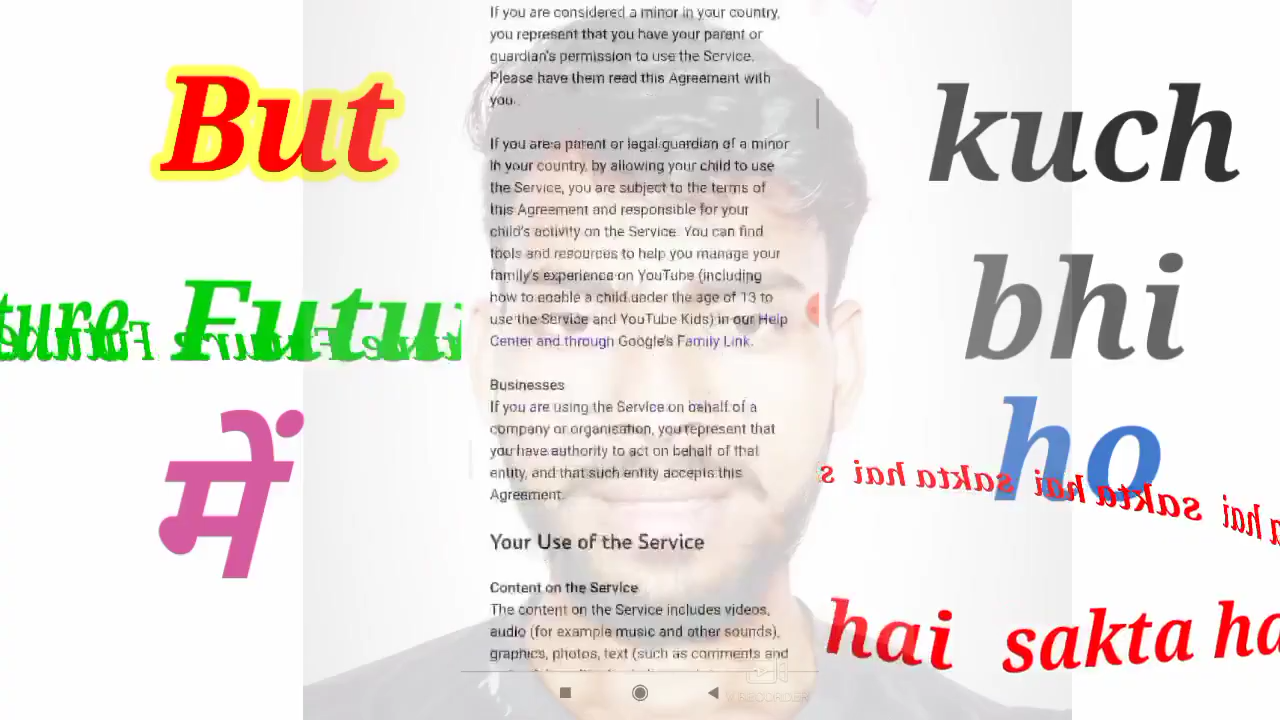 But
ture Futu
ture Future Future Future
में
If you are considered a minor in your country,
you represent that you have your parent or
guardian's permission to use the Service.
Please have them read this Agreement with
you.
If you are a parent or legal guardian of a minor
in your country, by allowing your child to use
the Service, you are subject to the terms of
this Agreement and responsible for your
child's activity on the Service. You can find
tools and resources to help you manage your
family's experience on YouTube (including
how to enable a child under the age of 13 to
use the Service and YouTube Kids) in our Help
Center and through Google's Family Link.
Businesses
If you are using the Service on behalf of a
company or organisation, you represent that
you have authority to act on behalf of that
entity, and that such entity accepts this
Agreement.
Your Use of the Service
Content on the Service
The content on the Service includes videos,
audio (for example music and other sounds),
graphics, photos, text (such as comments and
kuch
bhi
ho
sakta hai sakta hai sakta hai
hai sakta ha